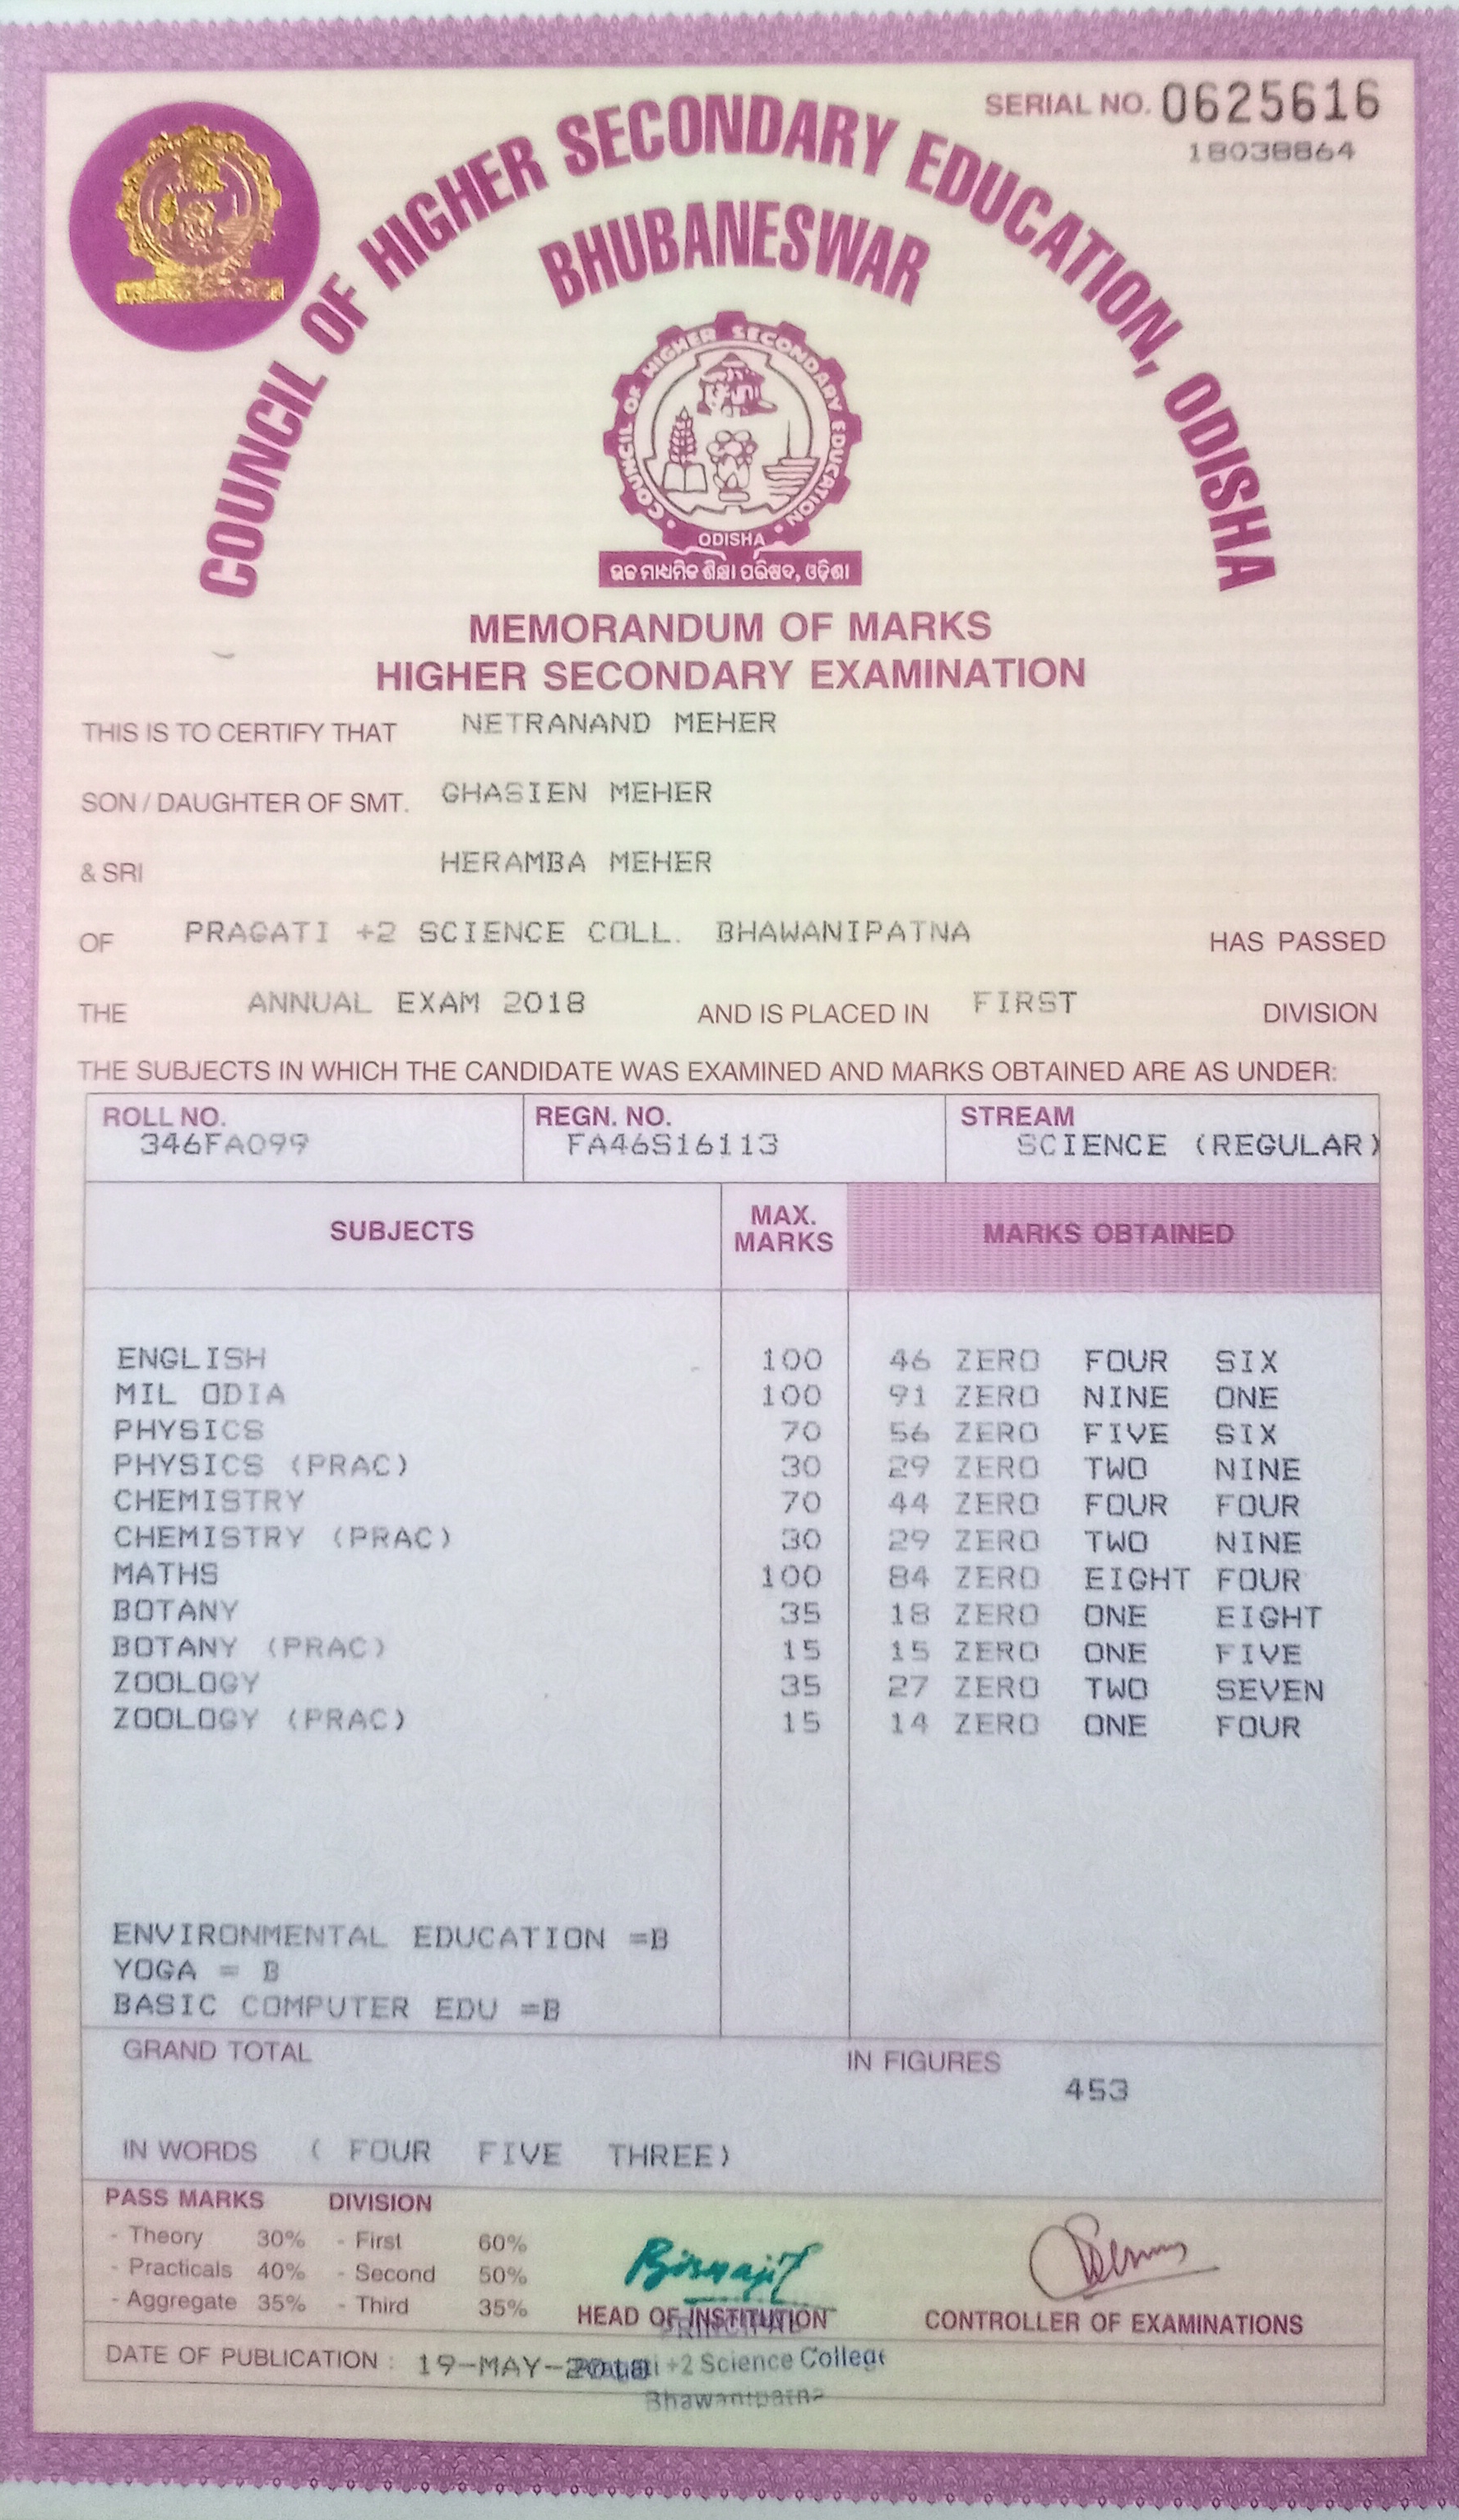 SERIAL NO. 0625616
18038864
COUNCIL OF HIGHER SECONDARY EDUCATION, ODISHA
BHUBANESWAR
COUNCIL OF HIGHER SECONDARY EDUCATION
ODISHA
ଉଚ୍ଚ ମାଧ୍ୟମିକ ଶିକ୍ଷା ପରିଷଦ, ଓଡ଼ିଶା
MEMORANDUM OF MARKS
HIGHER SECONDARY EXAMINATION
THIS IS TO CERTIFY THAT NETRANAND MEHER
SON / DAUGHTER OF SMT. GHASIEN MEHER
& SRI HERAMBA MEHER
OF PRAGATI +2 SCIENCE COLL. BHAWANIPATNA HAS PASSED
THE ANNUAL EXAM 2018 AND IS PLACED IN FIRST DIVISION
THE SUBJECTS IN WHICH THE CANDIDATE WAS EXAMINED AND MARKS OBTAINED ARE AS UNDER:
ROLL NO. REGN. NO. STREAM
346FA099 FA46S16113 SCIENCE (REGULAR)
SUBJECTS MAX. MARKS MARKS OBTAINED
ENGLISH 100 46 ZERO FOUR SIX
MIL ODIA 100 91 ZERO NINE ONE
PHYSICS 70 56 ZERO FIVE SIX
PHYSICS (PRAC) 30 29 ZERO TWO NINE
CHEMISTRY 70 44 ZERO FOUR FOUR
CHEMISTRY (PRAC) 30 29 ZERO TWO NINE
MATHS 100 84 ZERO EIGHT FOUR
BOTANY 35 18 ZERO ONE EIGHT
BOTANY (PRAC) 15 15 ZERO ONE FIVE
ZOOLOGY 35 27 ZERO TWO SEVEN
ZOOLOGY (PRAC) 15 14 ZERO ONE FOUR
ENVIRONMENTAL EDUCATION =B
YOGA = B
BASIC COMPUTER EDU =B
GRAND TOTAL IN FIGURES
453
IN WORDS ( FOUR FIVE THREE)
PASS MARKS DIVISION
- Theory 30% - First 60%
- Practicals 40% - Second 50%
- Aggregate 35% - Third 35%
HEAD OF INSTITUTION CONTROLLER OF EXAMINATIONS
PRINCIPAL
DATE OF PUBLICATION : 19-MAY-2018
Pragati +2 Science College
Bhawanipatna